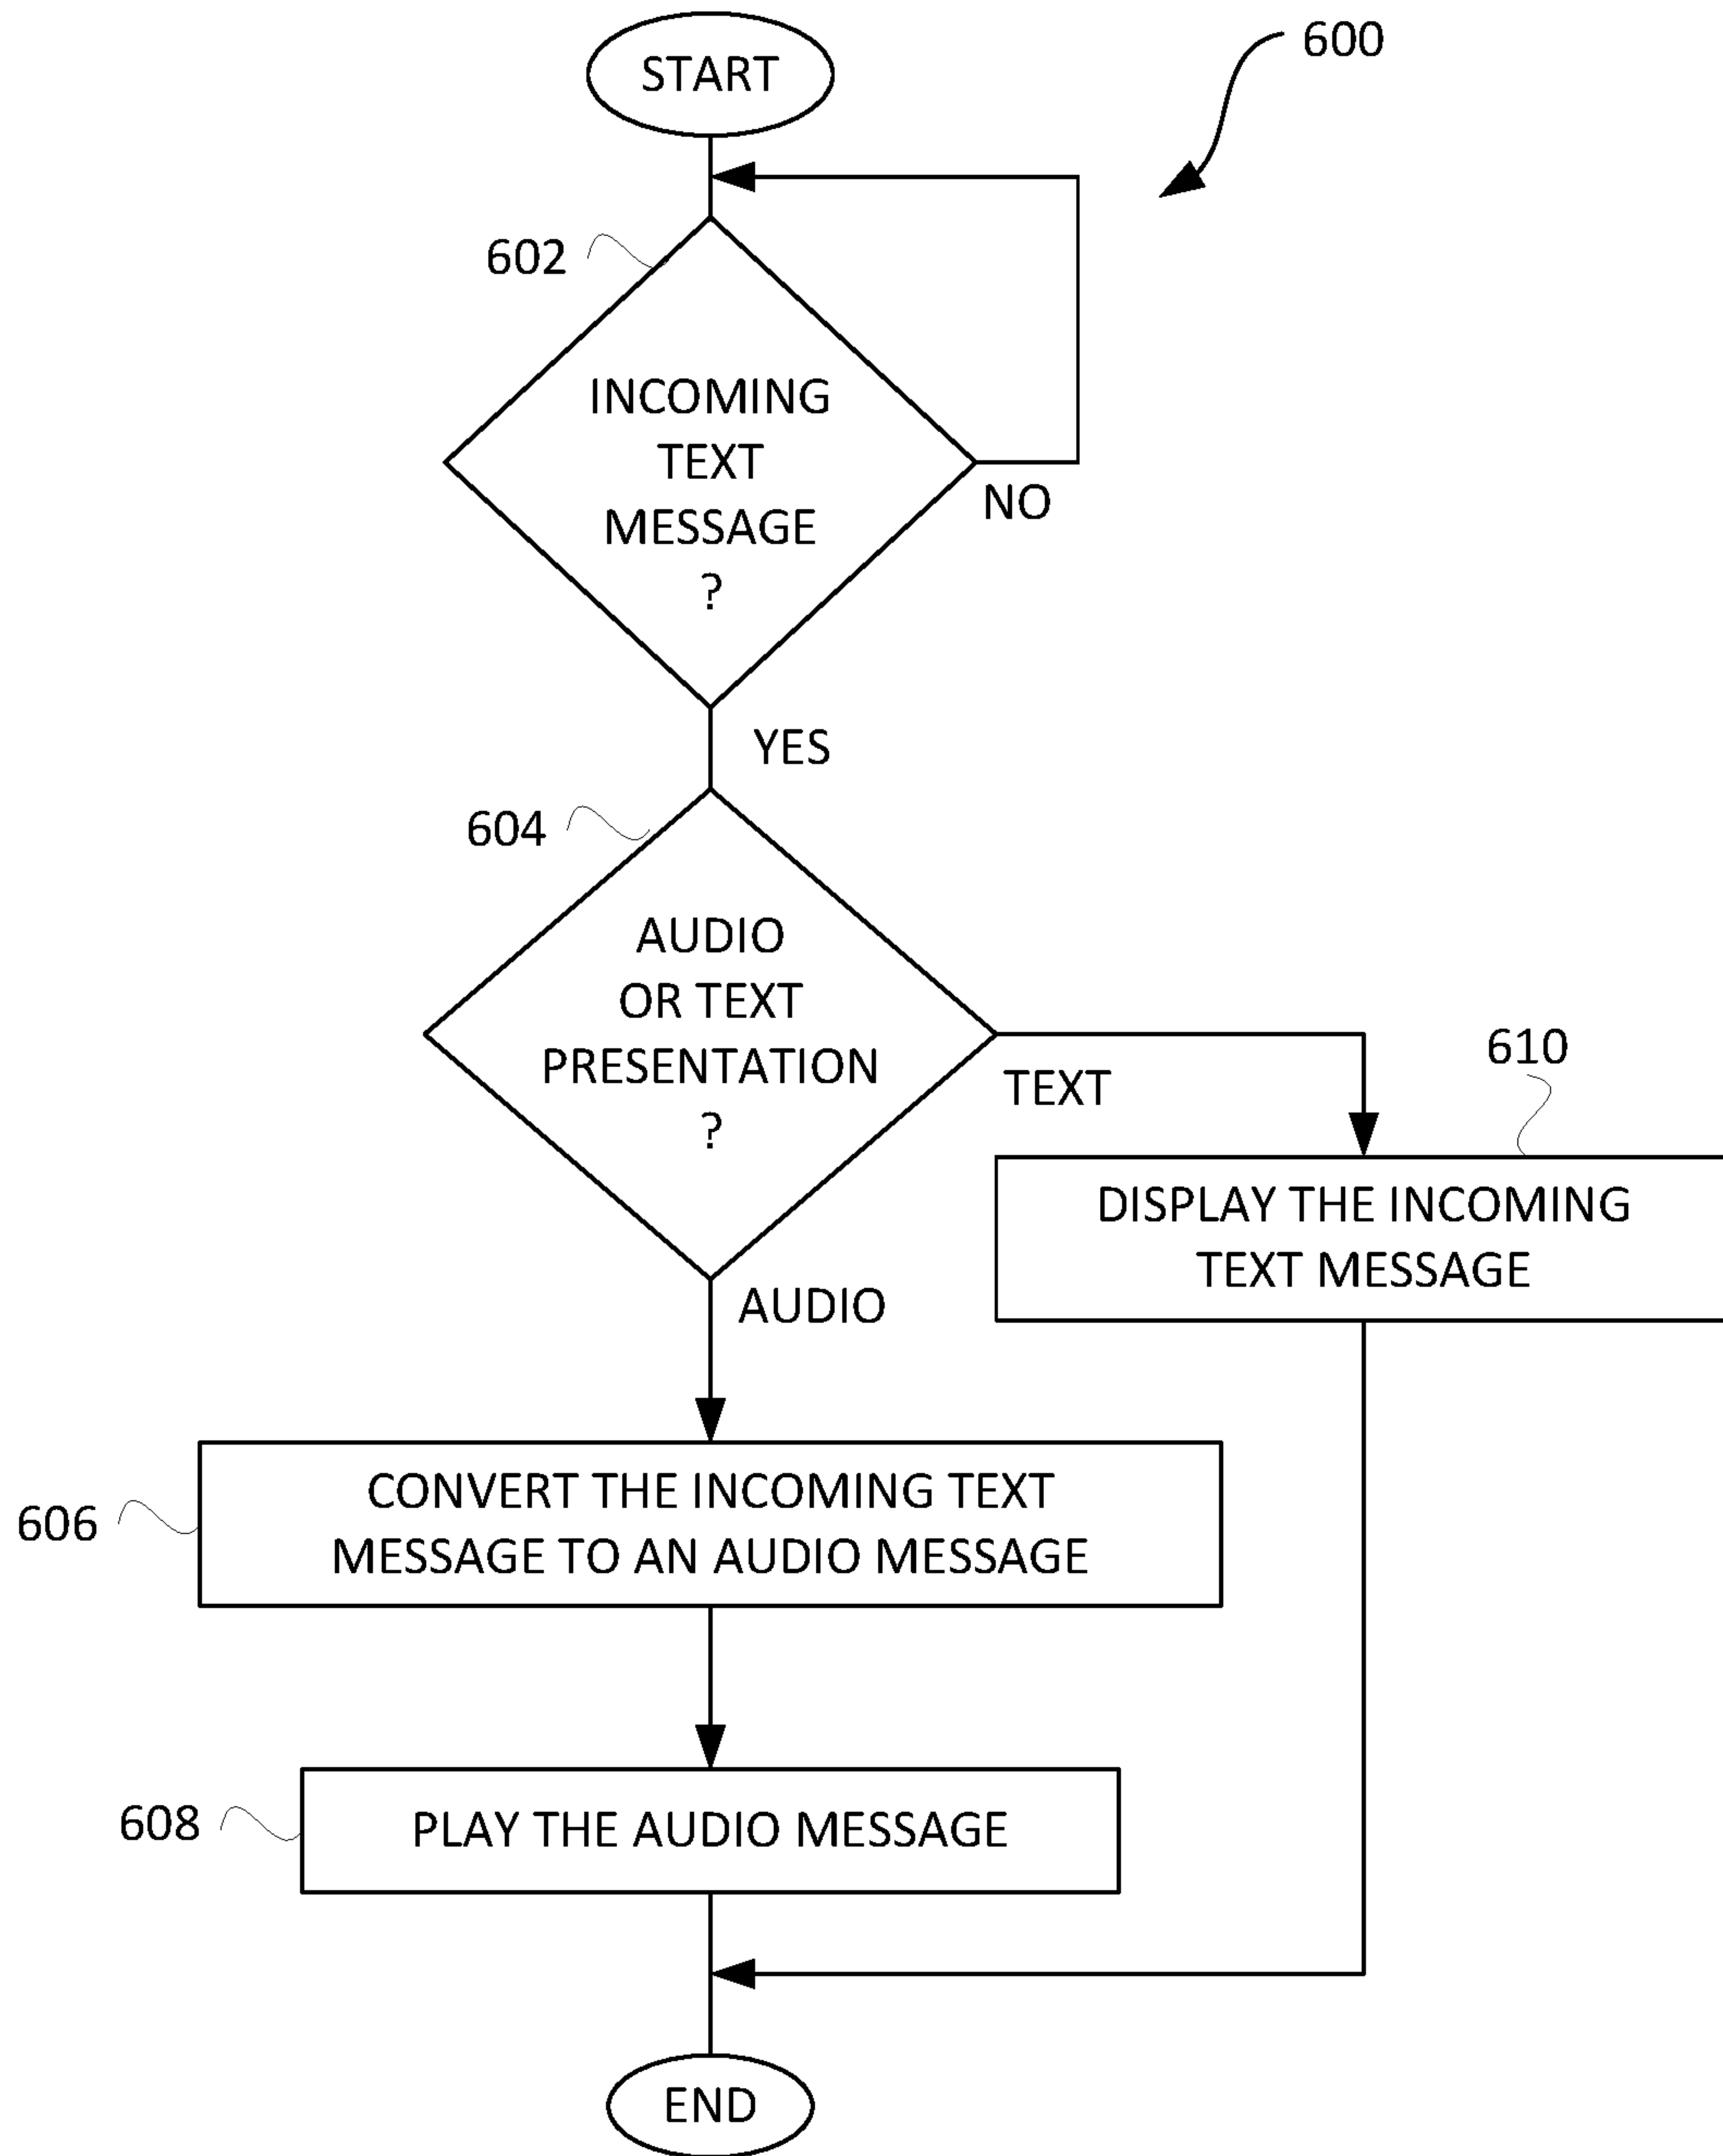 START
600
602
INCOMING
TEXT
MESSAGE
?
NO
YES
604
AUDIO
OR TEXT
PRESENTATION
?
TEXT
610
DISPLAY THE INCOMING
TEXT MESSAGE
AUDIO
606
CONVERT THE INCOMING TEXT
MESSAGE TO AN AUDIO MESSAGE
608
PLAY THE AUDIO MESSAGE
END